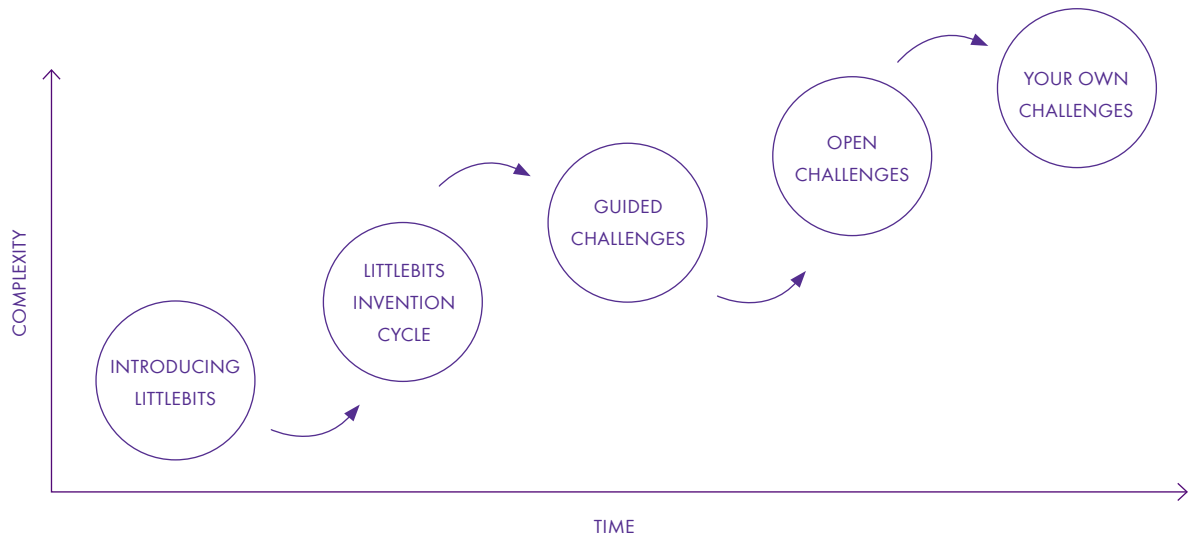 YOUR OWN
CHALLENGES
OPEN
CHALLENGES
GUIDED
CHALLENGES
LITTLEBITS
INVENTION
CYCLE
INTRODUCING
LITTLEBITS
COMPLEXITY
TIME